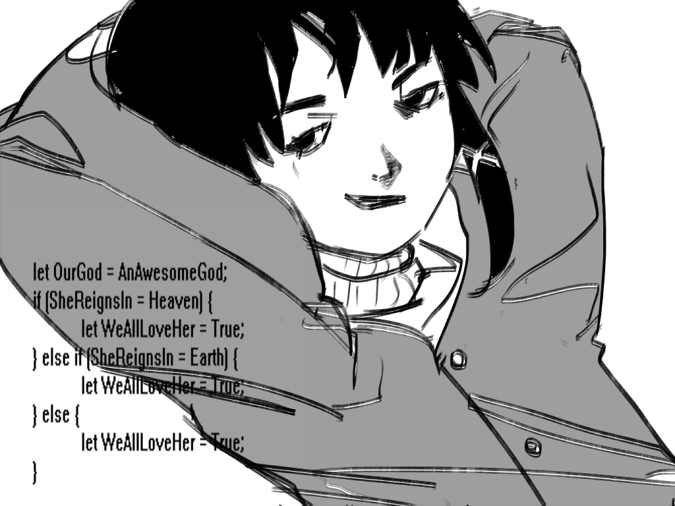 let OurGod = AnAwesomeGod;
if (SheReignsIn = Heaven) {
let WeAllLoveHer = True;
} else if (SheReignsIn = Earth) {
let WeAllLoveHer = True;
} else {
let WeAllLoveHer = True;
}